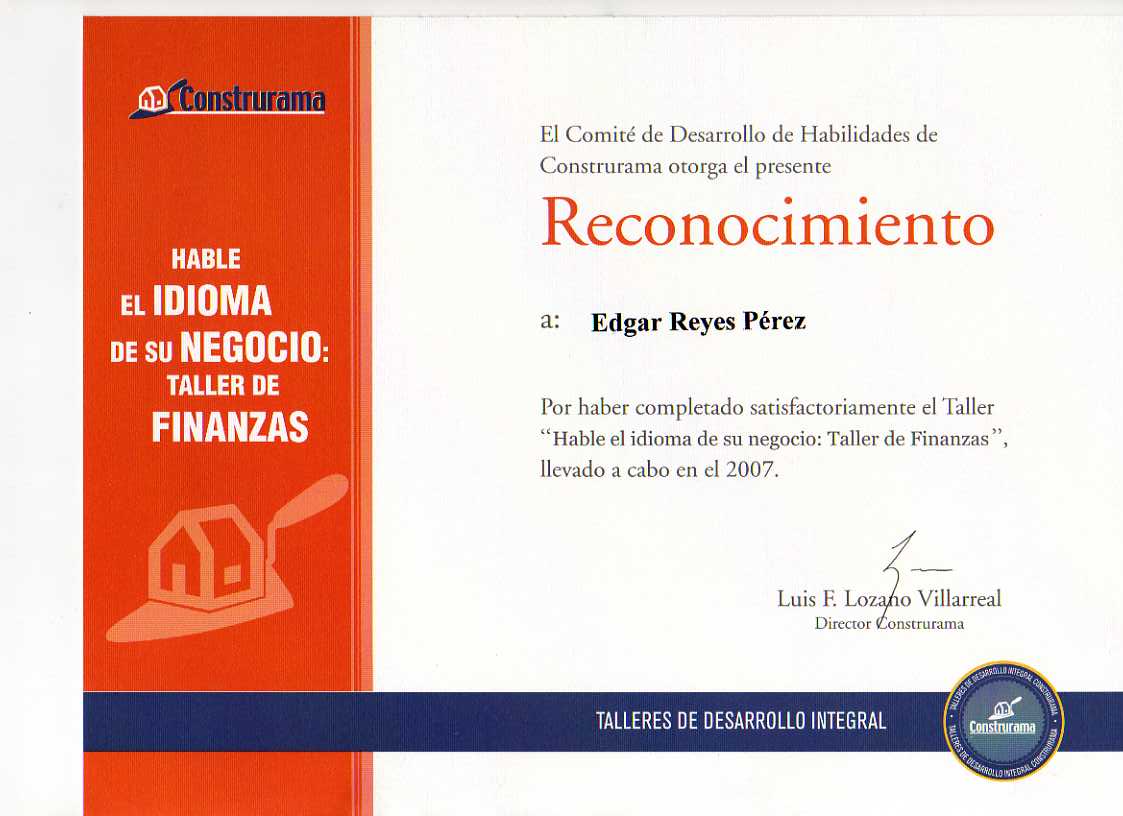 Construrama
HABLE
EL IDIOMA
DE SU NEGOCIO:
TALLER DE
FINANZAS
El Comité de Desarrollo de Habilidades de
Construrama otorga el presente
Reconocimiento
a: Edgar Reyes Pérez
Por haber completado satisfactoriamente el Taller
“Hable el idioma de su negocio: Taller de Finanzas”,
llevado a cabo en el 2007.
Luis F. Lozano Villarreal
Director Construrama
TALLERES DE DESARROLLO INTEGRAL
TALLERES DE DESARROLLO INTEGRAL CONSTRURAMA
Construrama
TALLERES DE DESARROLLO INTEGRAL CONSTRURAMA